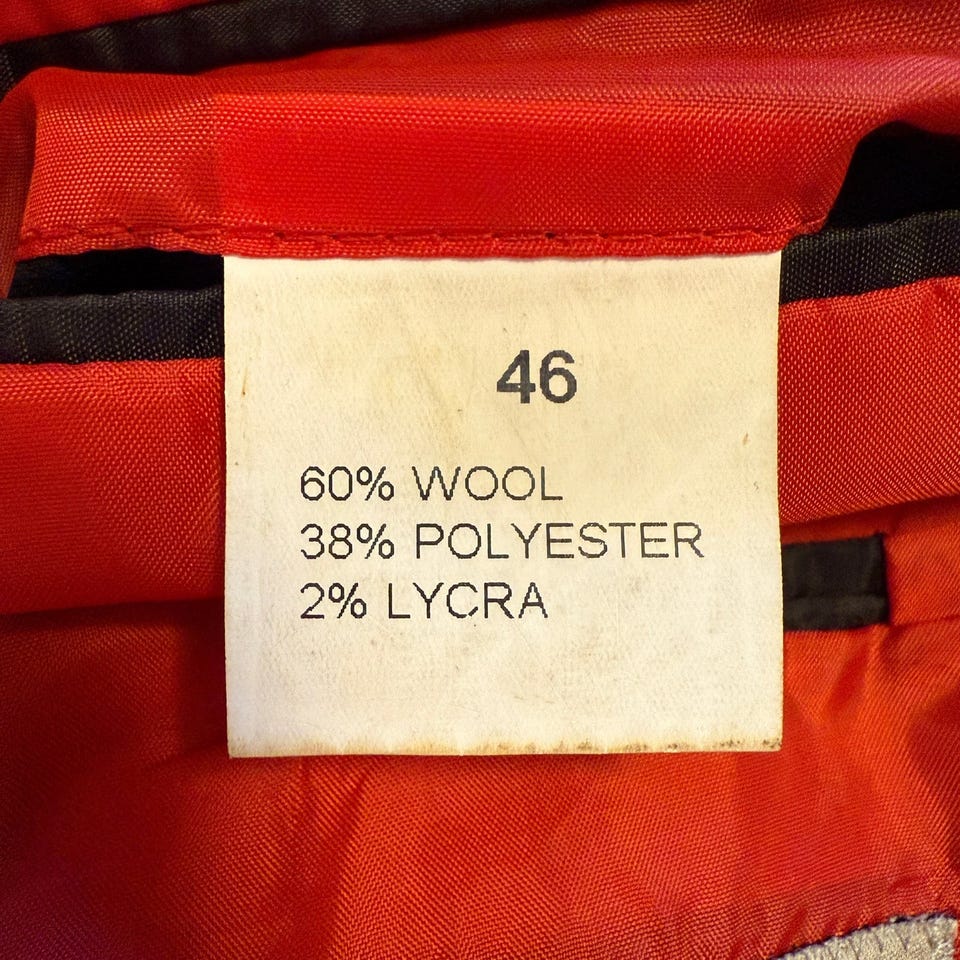 46
60% WOOL
38% POLYESTER
2% LYCRA